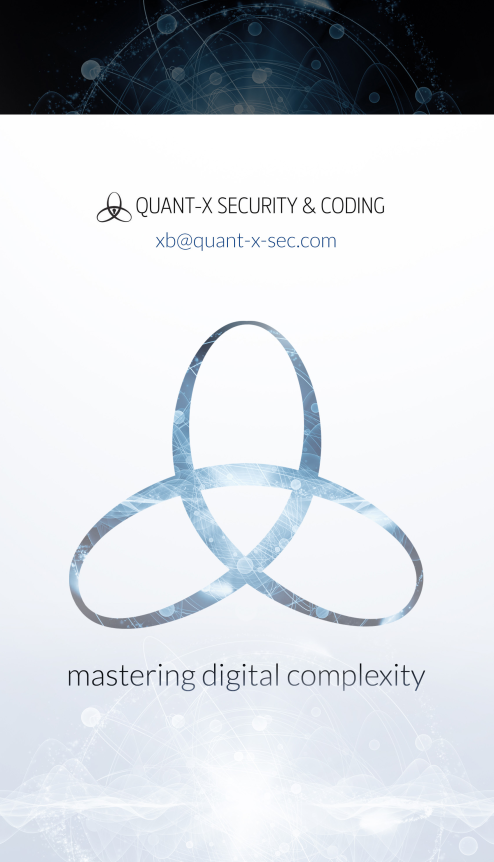 QUANT-X SECURITY & CODING
xb@quant-x-sec.com
mastering digital complexity